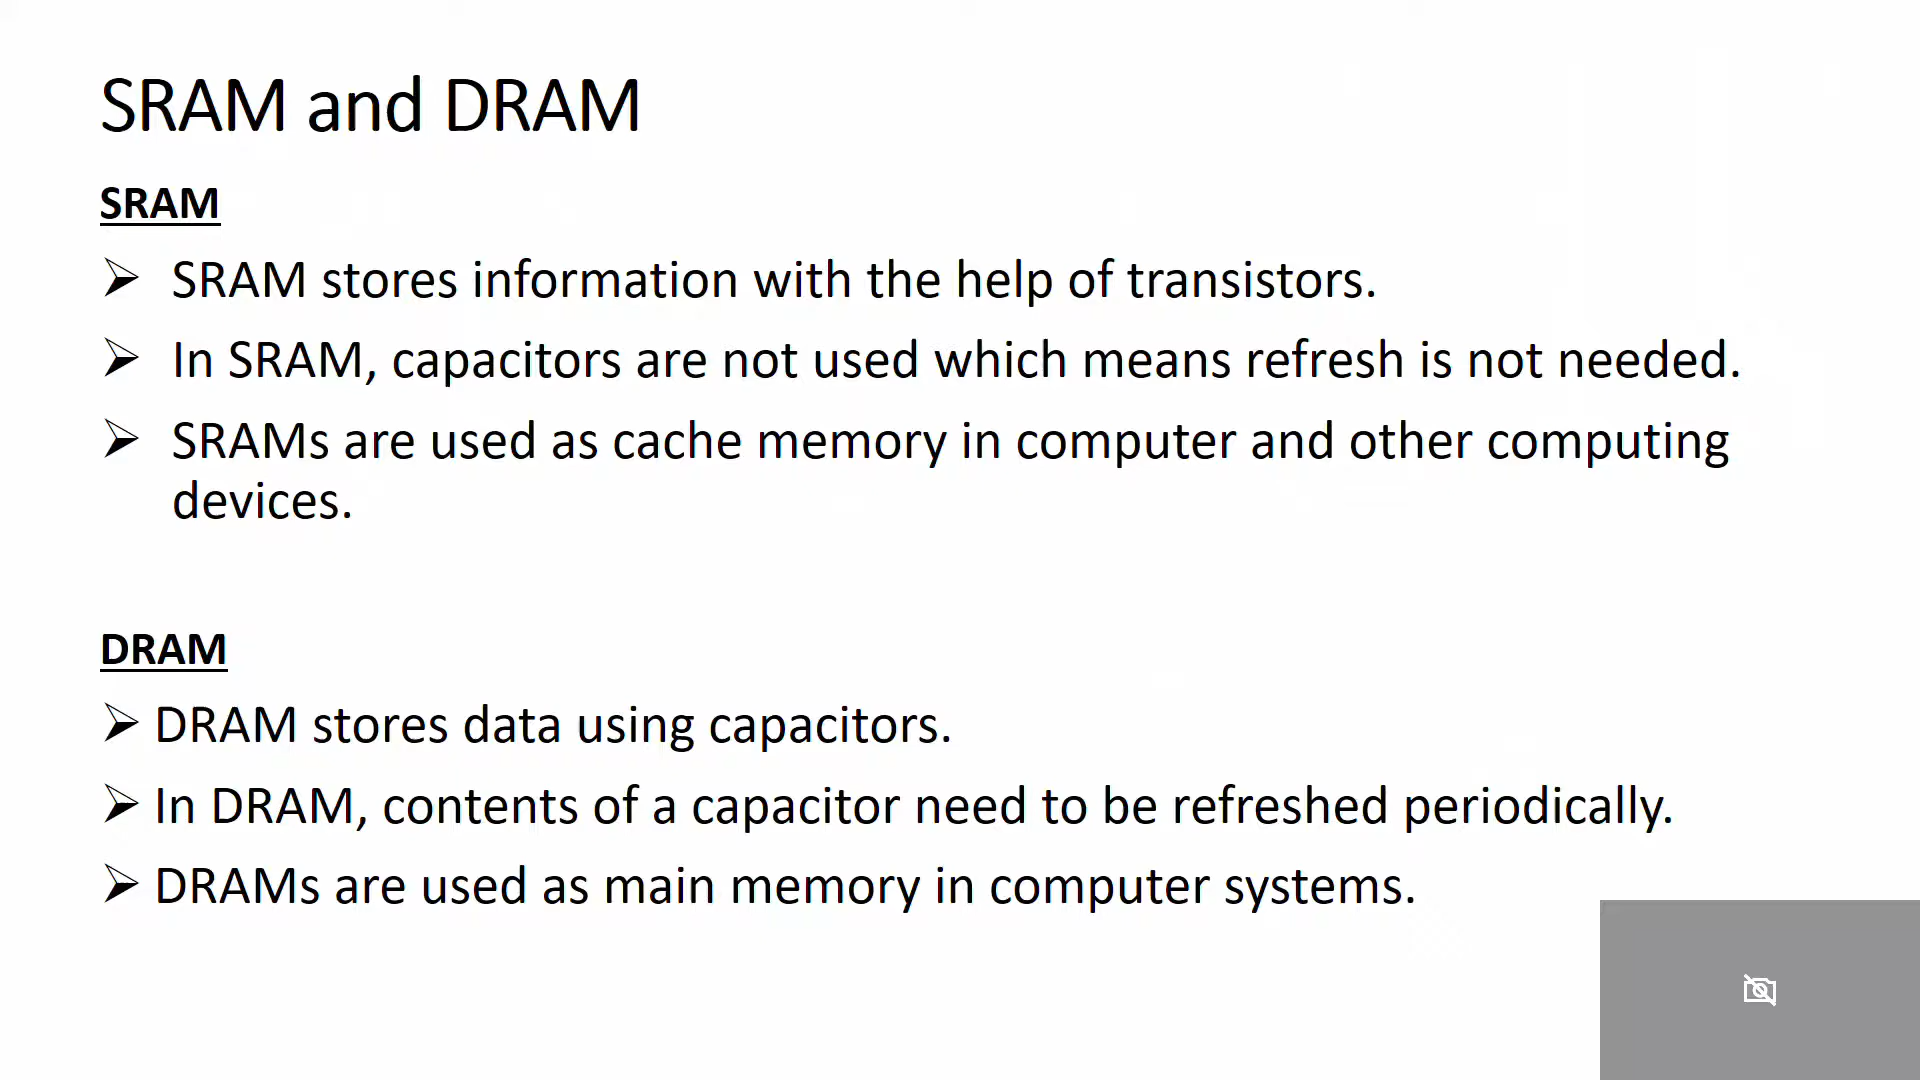 SRAM and DRAM
SRAM
➢ SRAM stores information with the help of transistors.
➢ In SRAM, capacitors are not used which means refresh is not needed.
➢ SRAMs are used as cache memory in computer and other computing
devices.
DRAM
➢ DRAM stores data using capacitors.
➢ In DRAM, contents of a capacitor need to be refreshed periodically.
➢ DRAMs are used as main memory in computer systems.